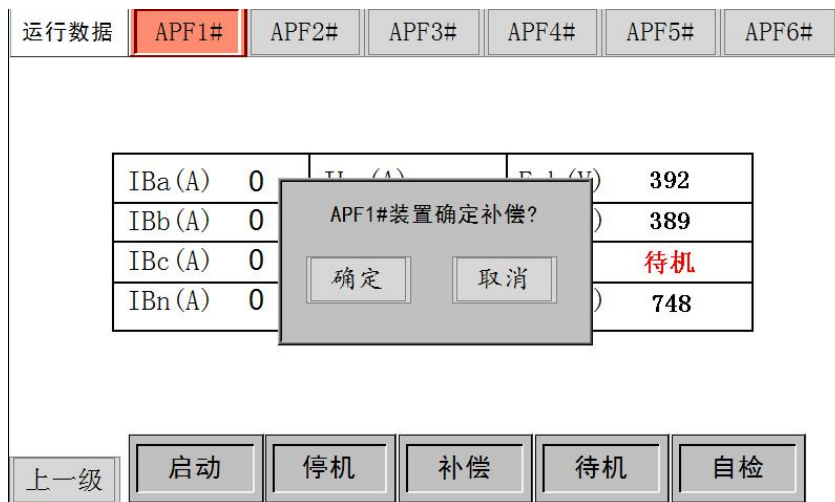 运行数据 APF1# APF2# APF3# APF4# APF5# APF6#
IBa(A) 0 392
IBb(A) 0 389
IBc(A) 0 待机
IBn(A) 0 748
APF1#装置确定补偿?
确定 取消
上一级 启动 停机 补偿 待机 自检